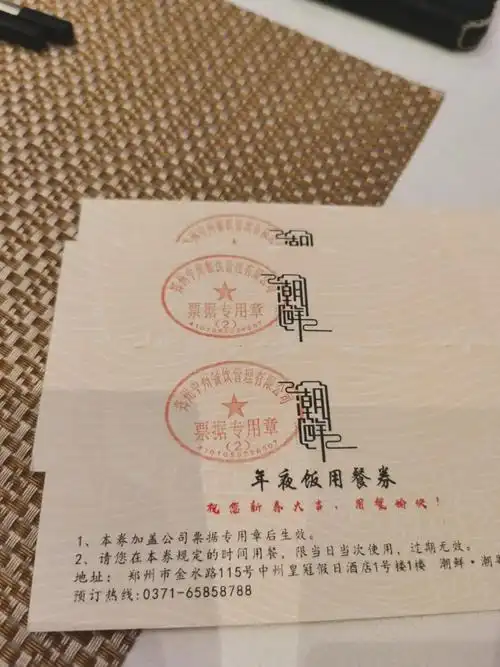 票据专用章
(2)
潮鲜
票据专用章
(2)
潮鲜
年夜饭用餐券
祝您新春大吉，用餐愉快！
1、本券加盖公司票据专用章后生效。
2、请您在本券规定的时间用餐，限当日当次使用，过期无效。
地址： 郑州市金水路115号中州皇冠假日酒店1号楼1楼 潮鲜·潮
预订热线:0371-65858788